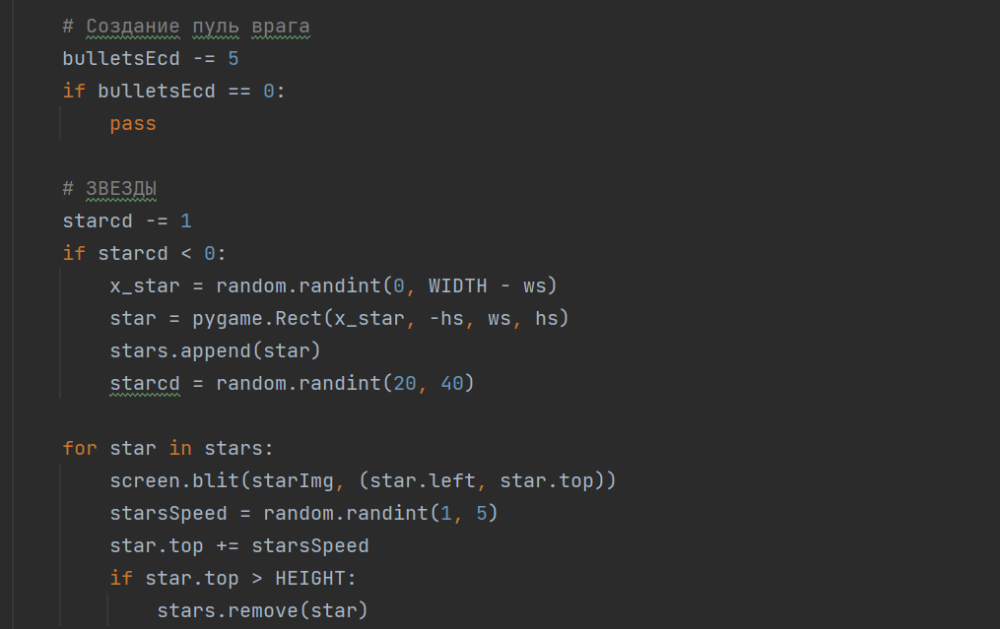 # Создание пуль врага
bulletsEcd -= 5
if bulletsEcd == 0:
    pass
# ЗВЕЗДЫ
starcd -= 1
if starcd < 0:
    x_star = random.randint(0, WIDTH - ws)
    star = pygame.Rect(x_star, -hs, ws, hs)
    stars.append(star)
    starcd = random.randint(20, 40)
for star in stars:
    screen.blit(starImg, (star.left, star.top))
    starsSpeed = random.randint(1, 5)
    star.top += starsSpeed
    if star.top > HEIGHT:
        stars.remove(star)